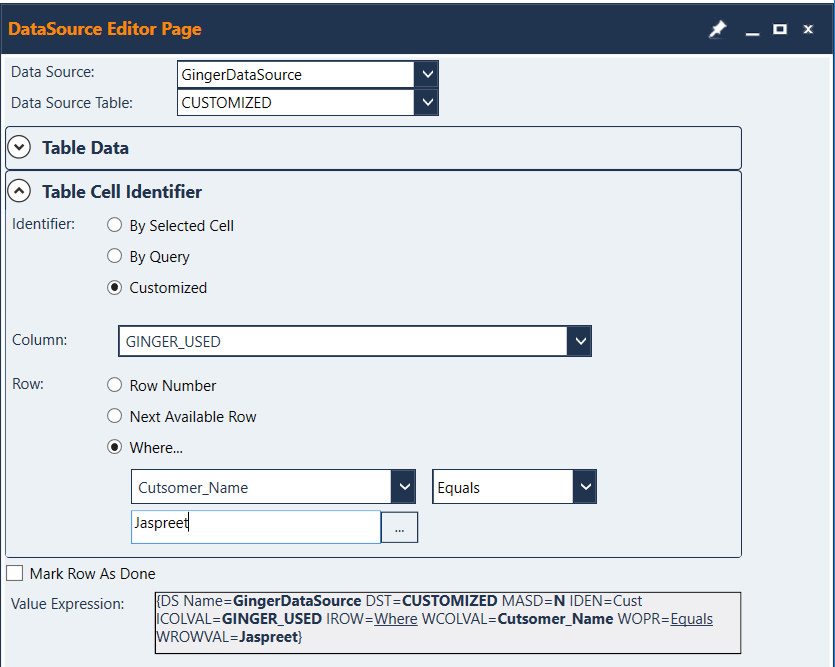 DataSource Editor Page
Data Source: GingerDataSource
Data Source Table: CUSTOMIZED
Table Data
Table Cell Identifier
Identifier: By Selected Cell
By Query
Customized
Column: GINGER_USED
Row: Row Number
Next Available Row
Where...
Cutsomer_Name Equals
Jaspreet ...
Mark Row As Done
Value Expression: {DS Name=GingerDataSource DST=CUSTOMIZED MASD=N IDEN=Cust
ICOLVAL=GINGER_USED IROW=Where WCOLVAL=Cutsomer_Name WOPR=Equals
WROWVAL=Jaspreet}